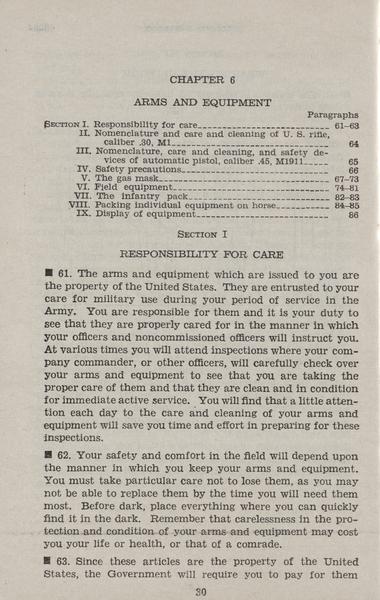 CHAPTER 6
ARMS AND EQUIPMENT
Paragraphs
SECTION I. Responsibility for care 61–63
II. Nomenclature and care and cleaning of U. S. rifle,
caliber .30, M1 64
III. Nomenclature, care and cleaning, and safety de-
vices of automatic pistol, caliber .45, M1911 65
IV. Safety precautions 66
V. The gas mask 67–73
VI. Field equipment 74–81
VII. The infantry pack 82–83
VIII. Packing individual equipment on horse 84–85
IX. Display of equipment 86
SECTION I
RESPONSIBILITY FOR CARE
■ 61. The arms and equipment which are issued to you are
the property of the United States. They are entrusted to your
care for military use during your period of service in the
Army. You are responsible for them and it is your duty to
see that they are properly cared for in the manner in which
your officers and noncommissioned officers will instruct you.
At various times you will attend inspections where your com-
pany commander, or other officers, will carefully check over
your arms and equipment to see that you are taking the
proper care of them and that they are clean and in condition
for immediate active service. You will find that a little atten-
tion each day to the care and cleaning of your arms and
equipment will save you time and effort in preparing for these
inspections.
■ 62. Your safety and comfort in the field will depend upon
the manner in which you keep your arms and equipment.
You must take particular care not to lose them, as you may
not be able to replace them by the time you will need them
most. Before dark, place everything where you can quickly
find it in the dark. Remember that carelessness in the pro-
tection and condition of your arms and equipment may cost
you your life or health, or that of a comrade.
■ 63. Since these articles are the property of the United
States, the Government will require you to pay for them
30